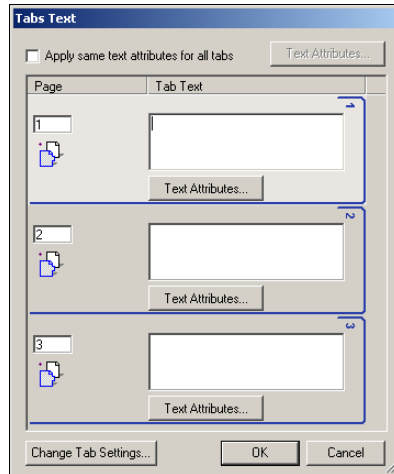 Tabs Text
Apply same text attributes for all tabs Text Attributes...
Page Tab Text
1
1
Text Attributes...
2
2
Text Attributes...
3
3
Text Attributes...
Change Tab Settings... OK Cancel